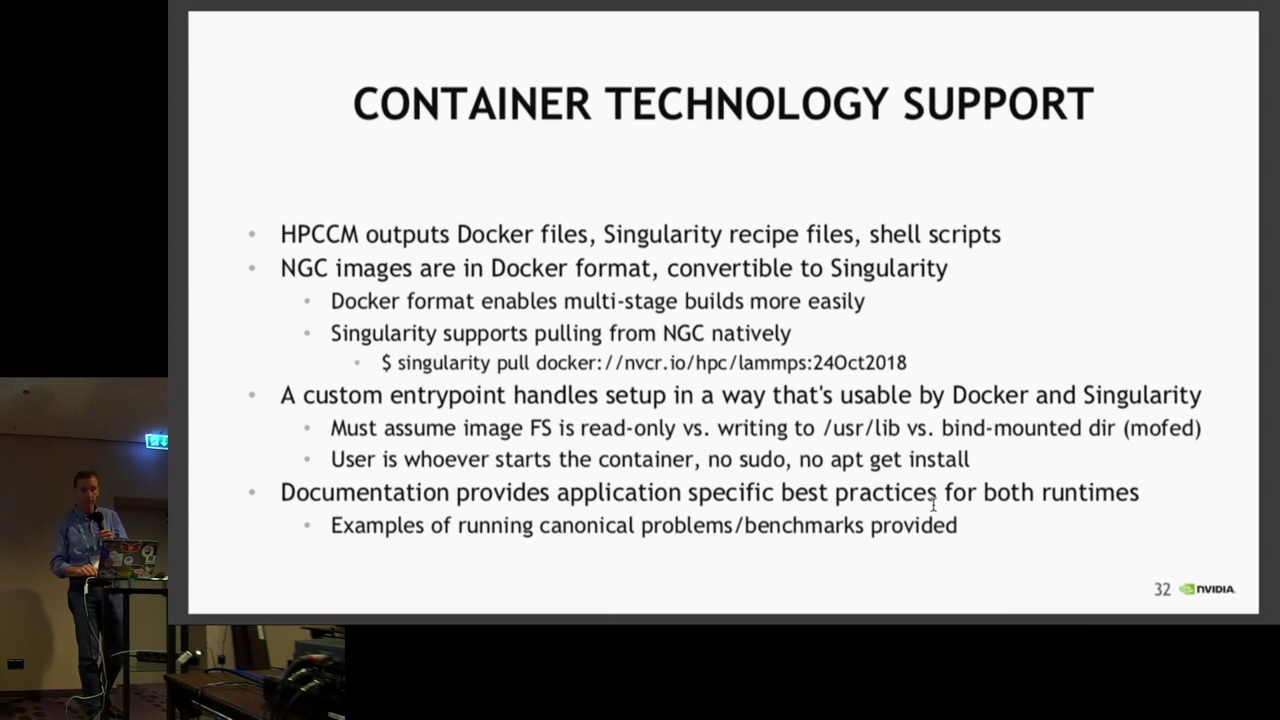 CONTAINER TECHNOLOGY SUPPORT
• HPCCM outputs Docker files, Singularity recipe files, shell scripts
• NGC images are in Docker format, convertible to Singularity
• Docker format enables multi-stage builds more easily
• Singularity supports pulling from NGC natively
• $ singularity pull docker://nvcr.io/hpc/lammps:24Oct2018
• A custom entrypoint handles setup in a way that's usable by Docker and Singularity
• Must assume image FS is read-only vs. writing to /usr/lib vs. bind-mounted dir (mofed)
• User is whoever starts the container, no sudo, no apt get install
• Documentation provides application specific best practices for both runtimes
• Examples of running canonical problems/benchmarks provided
32 NVIDIA